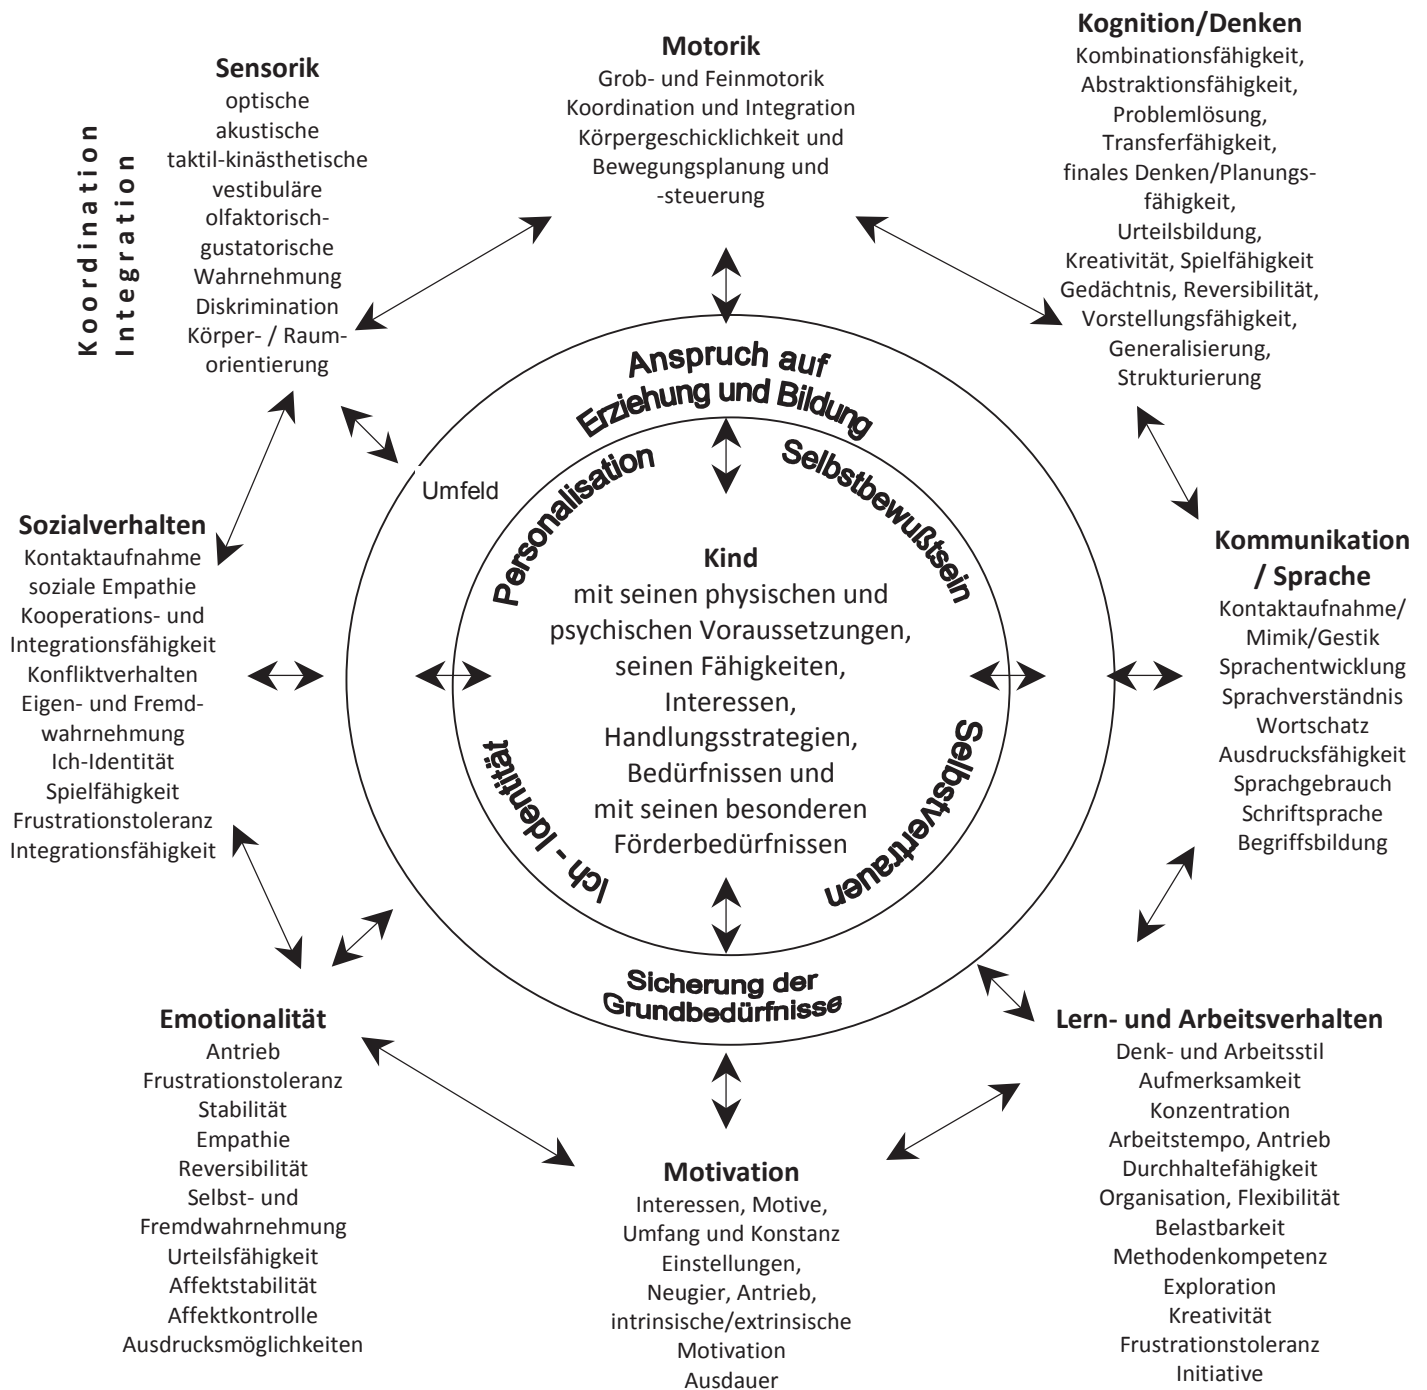 Kognition/Denken
Kombinationsfähigkeit,
Abstraktionsfähigkeit,
Problemlösung,
Transferfähigkeit,
finales Denken/Planungs-
fähigkeit,
Urteilsbildung,
Kreativität, Spielfähigkeit
Gedächtnis, Reversibilität,
Vorstellungsfähigkeit,
Generalisierung,
Strukturierung
Motorik
Grob- und Feinmotorik
Koordination und Integration
Körpergeschicklichkeit und
Bewegungsplanung und
-steuerung
Sensorik
optische
akustische
taktil-kinästhetische
vestibuläre
olfaktorisch-
gustatorische
Wahrnehmung
Diskrimination
Körper- / Raum-
orientierung
Koordination
Integration
Anspruch auf
Erziehung und Bildung
Umfeld
Personalisation
Selbstbewußtsein
Kind
mit seinen physischen und
psychischen Voraussetzungen,
seinen Fähigkeiten,
Interessen,
Handlungsstrategien,
Bedürfnissen und
mit seinen besonderen
Förderbedürfnissen
Ich - Identität
Selbstvertrauen
Sicherung der
Grundbedürfnisse
Sozialverhalten
Kontaktaufnahme
soziale Empathie
Kooperations- und
Integrationsfähigkeit
Konfliktverhalten
Eigen- und Fremd-
wahrnehmung
Ich-Identität
Spielfähigkeit
Frustrationstoleranz
Integrationsfähigkeit
Kommunikation
/ Sprache
Kontaktaufnahme/
Mimik/Gestik
Sprachentwicklung
Sprachverständnis
Wortschatz
Ausdrucksfähigkeit
Sprachgebrauch
Schriftsprache
Begriffsbildung
Emotionalität
Antrieb
Frustrationstoleranz
Stabilität
Empathie
Reversibilität
Selbst- und
Fremdwahrnehmung
Urteilsfähigkeit
Affektstabilität
Affektkontrolle
Ausdrucksmöglichkeiten
Motivation
Interessen, Motive,
Umfang und Konstanz
Einstellungen,
Neugier, Antrieb,
intrinsische/extrinsische
Motivation
Ausdauer
Lern- und Arbeitsverhalten
Denk- und Arbeitsstil
Aufmerksamkeit
Konzentration
Arbeitstempo, Antrieb
Durchhaltefähigkeit
Organisation, Flexibilität
Belastbarkeit
Methodenkompetenz
Exploration
Kreativität
Frustrationstoleranz
Initiative